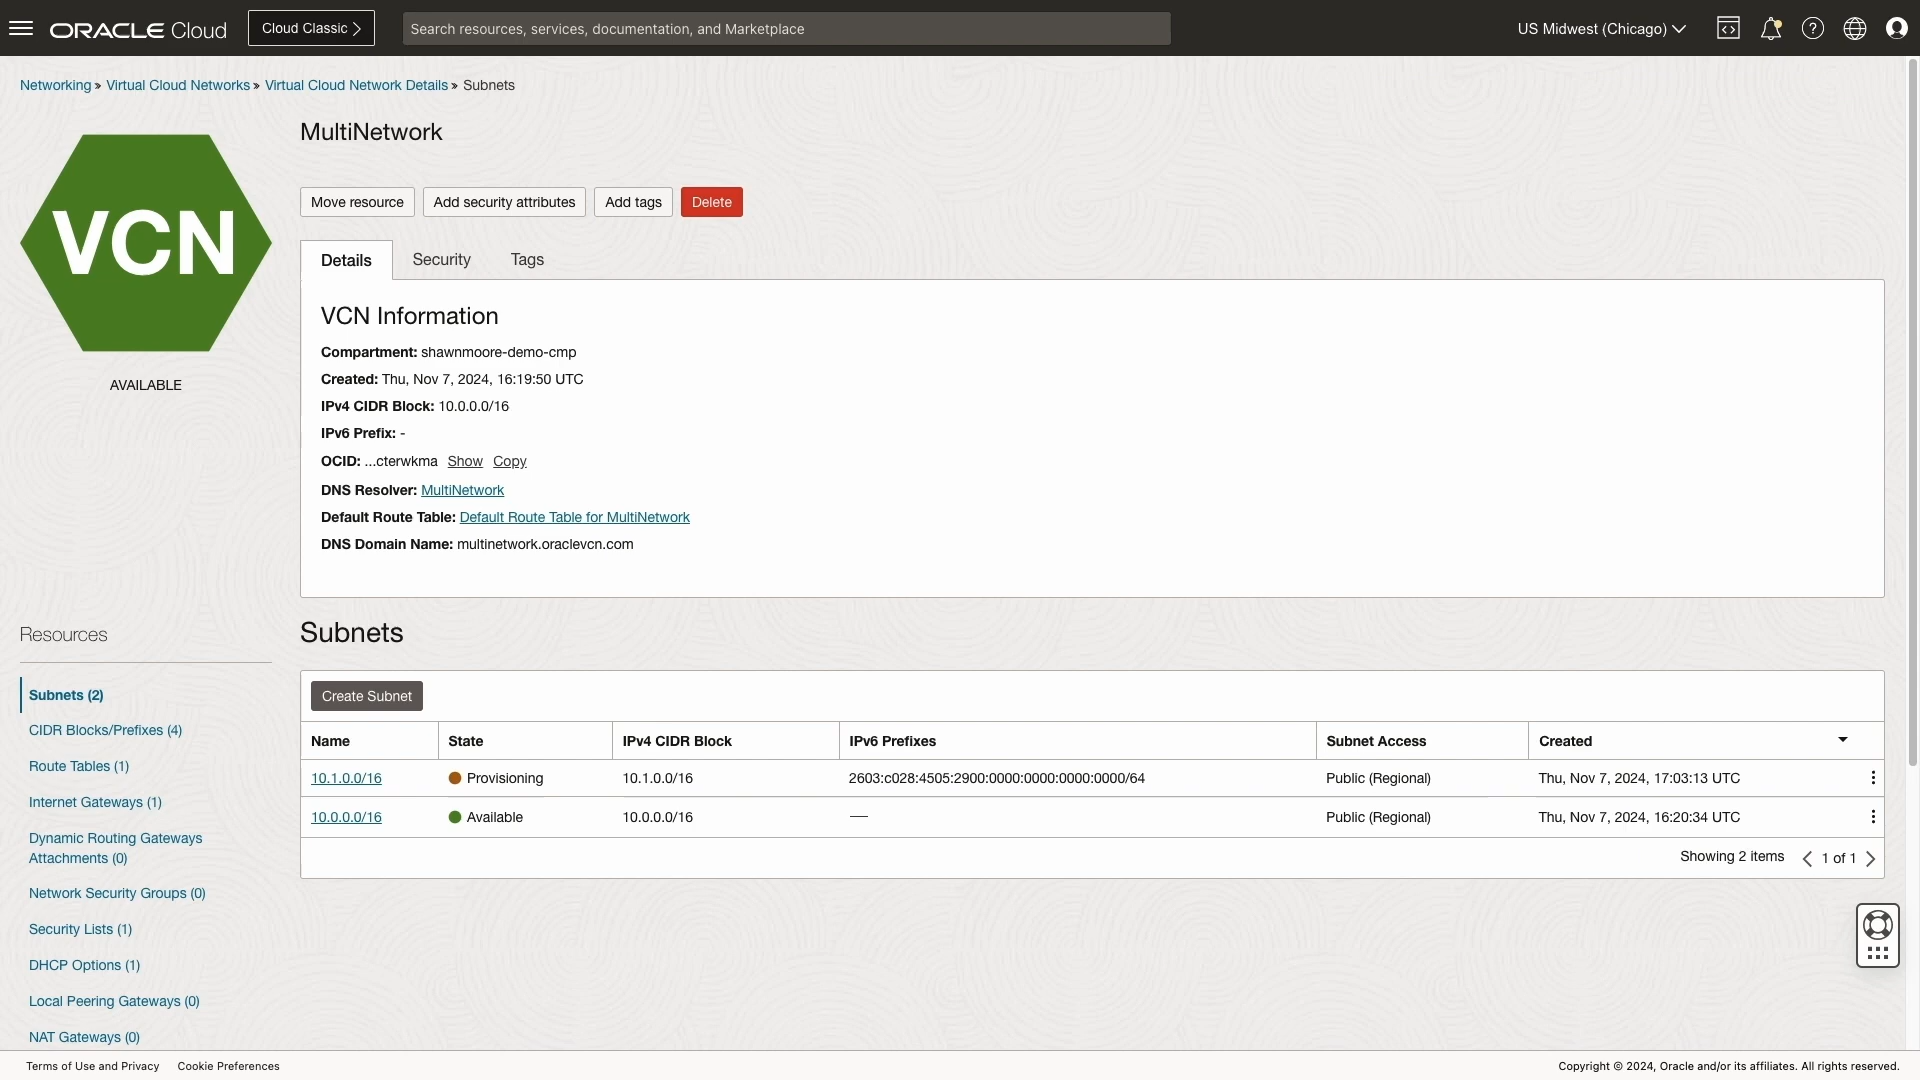 ORACLE Cloud
Cloud Classic
Search resources, services, documentation, and Marketplace
US Midwest (Chicago)
Networking » Virtual Cloud Networks » Virtual Cloud Network Details » Subnets
VCN
AVAILABLE
MultiNetwork
Move resource Add security attributes Add tags Delete
Details Security Tags
VCN Information
Compartment: shawnmoore-demo-cmp
Created: Thu, Nov 7, 2024, 16:19:50 UTC
IPv4 CIDR Block: 10.0.0.0/16
IPv6 Prefix: -
OCID: ...cterwkma Show Copy
DNS Resolver: MultiNetwork
Default Route Table: Default Route Table for MultiNetwork
DNS Domain Name: multinetwork.oraclevcn.com
Resources
Subnets (2)
CIDR Blocks/Prefixes (4)
Route Tables (1)
Internet Gateways (1)
Dynamic Routing Gateways
Attachments (0)
Network Security Groups (0)
Security Lists (1)
DHCP Options (1)
Local Peering Gateways (0)
NAT Gateways (0)
Subnets
Create Subnet
Name State IPv4 CIDR Block IPv6 Prefixes Subnet Access Created
10.1.0.0/16 Provisioning 10.1.0.0/16 2603:c028:4505:2900:0000:0000:0000:0000/64 Public (Regional) Thu, Nov 7, 2024, 17:03:13 UTC
10.0.0.0/16 Available 10.0.0.0/16 — Public (Regional) Thu, Nov 7, 2024, 16:20:34 UTC
Showing 2 items 1 of 1
Terms of Use and Privacy Cookie Preferences
Copyright © 2024, Oracle and/or its affiliates. All rights reserved.